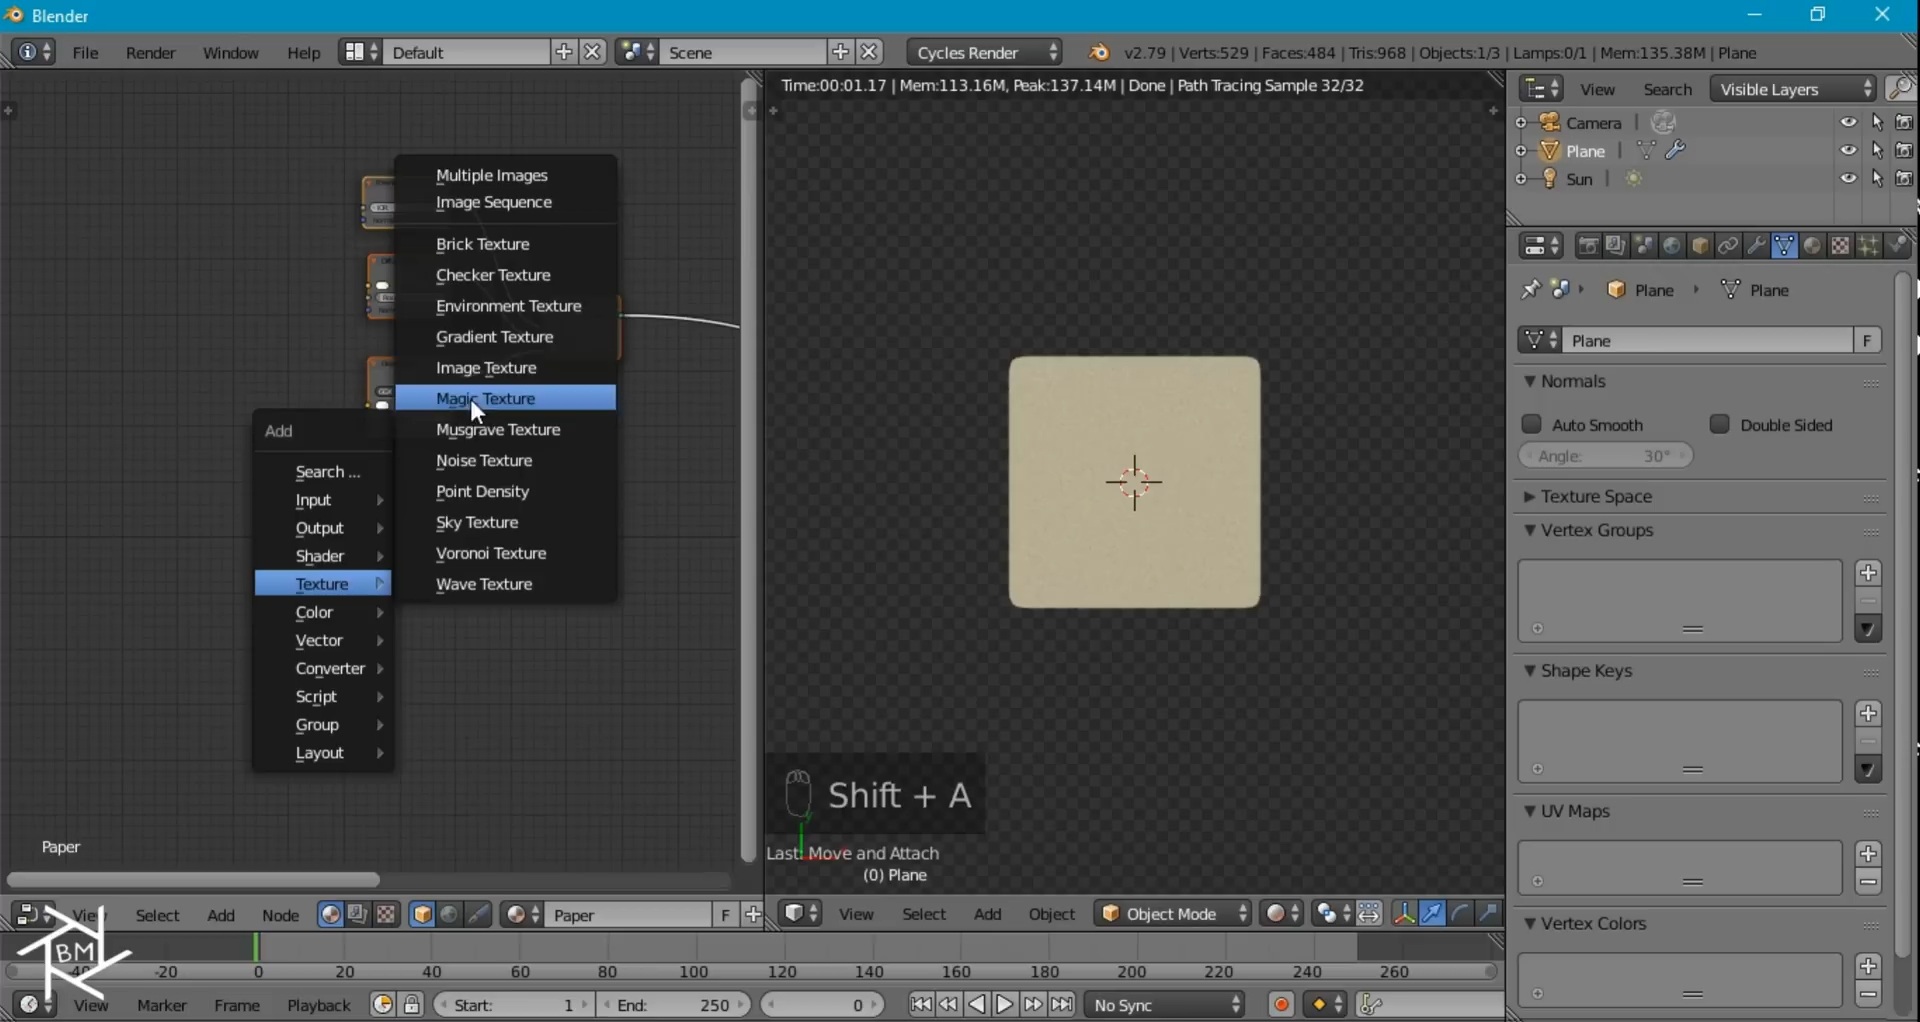 Blender
File Render Window Help Default Scene Cycles Render v2.79 | Verts:529 | Faces:484 | Tris:968 | Objects:1/3 | Lamps:0/1 | Mem:135.38M | Plane
Time:00:01.17 | Mem:113.16M, Peak:137.14M | Done | Path Tracing Sample 32/32
Multiple Images
Image Sequence
Brick Texture
Checker Texture
Environment Texture
Gradient Texture
Image Texture
Magic Texture
Musgrave Texture
Noise Texture
Point Density
Sky Texture
Voronoi Texture
Wave Texture
Add
Search ...
Input
Output
Shader
Texture
Color
Vector
Converter
Script
Group
Layout
Paper
Shift + A
Last: Move and Attach
(0) Plane
View Search Visible Layers
Camera
Plane
Sun
Plane Plane
Plane F
Normals
Auto Smooth Double Sided
Angle: 30°
Texture Space
Vertex Groups
Shape Keys
UV Maps
Vertex Colors
View Select Add Node Paper F
View Select Add Object Object Mode
BM
-40 -20 0 20 40 60 80 100 120 140 160 180 200 220 240 260
View Marker Frame Playback Start: 1 End: 250 0 No Sync